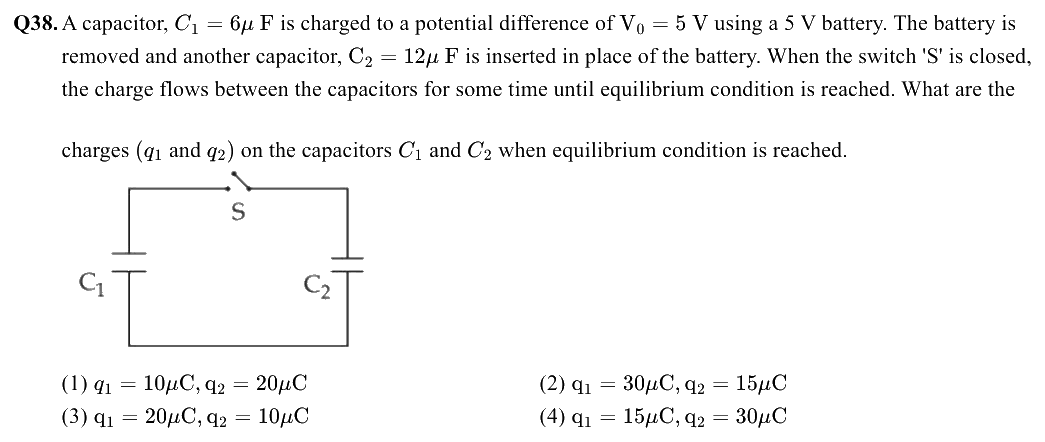 Q38. A capacitor, C₁ = 6μ F is charged to a potential difference of V₀ = 5 V using a 5 V battery. The battery is
removed and another capacitor, C₂ = 12μ F is inserted in place of the battery. When the switch 'S' is closed,
the charge flows between the capacitors for some time until equilibrium condition is reached. What are the
charges (q₁ and q₂) on the capacitors C₁ and C₂ when equilibrium condition is reached.
S
C₁
C₂
(1) q₁ = 10μC, q₂ = 20μC
(2) q₁ = 30μC, q₂ = 15μC
(3) q₁ = 20μC, q₂ = 10μC
(4) q₁ = 15μC, q₂ = 30μC